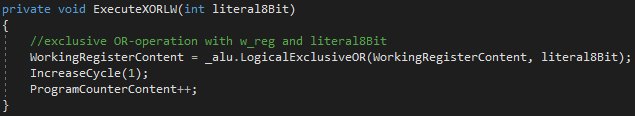 private void ExecuteXORLW(int literal8Bit)
{
//exclusive OR-operation with w_reg and literal8Bit
WorkingRegisterContent = _alu.LogicalExclusiveOR(WorkingRegisterContent, literal8Bit);
IncreaseCycle(1);
ProgramCounterContent++;
}